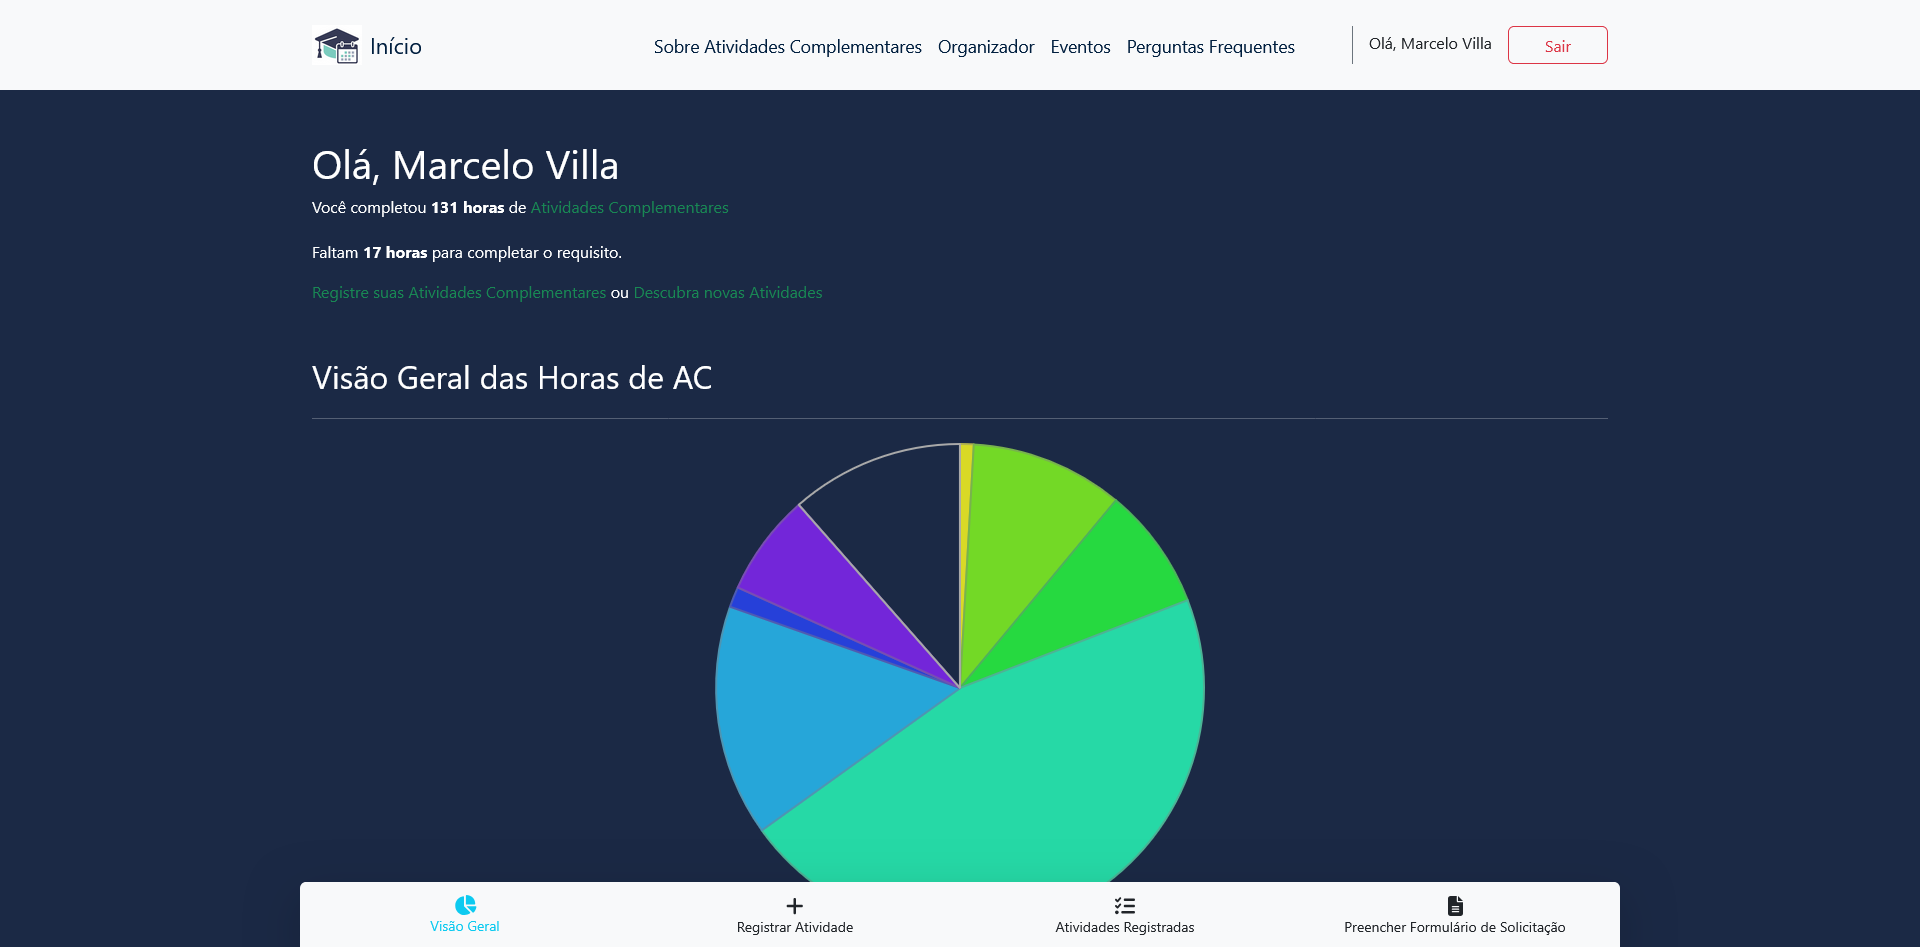 Início
Sobre Atividades Complementares
Organizador
Eventos
Perguntas Frequentes
Olá, Marcelo Villa
Sair
Olá, Marcelo Villa
Você completou 131 horas de Atividades Complementares
Faltam 17 horas para completar o requisito.
Registre suas Atividades Complementares ou Descubra novas Atividades
Visão Geral das Horas de AC
Visão Geral
Registrar Atividade
Atividades Registradas
Preencher Formulário de Solicitação